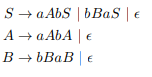 S → aAbS | bBaS | ϵ
A → aAbA | ϵ
B → bBaB | ϵ